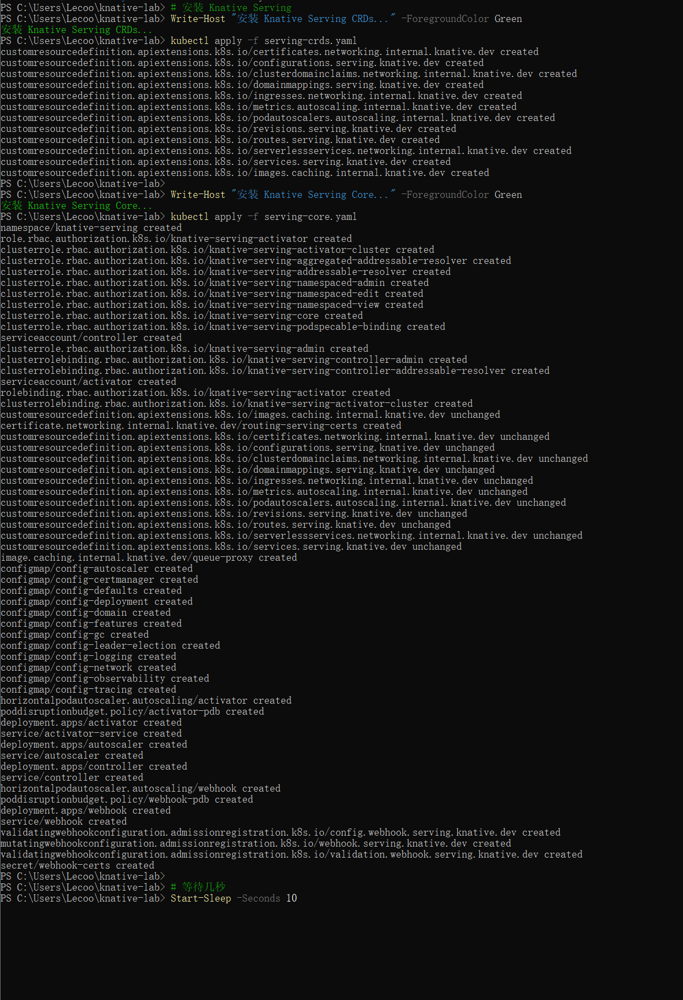 PS C:\Users\Lecoo\knative-lab> # 安装 Knative Serving
PS C:\Users\Lecoo\knative-lab> Write-Host "安装 Knative Serving CRDs..." -ForegroundColor Green
安装 Knative Serving CRDs...
PS C:\Users\Lecoo\knative-lab> kubectl apply -f serving-crds.yaml
customresourcedefinition.apiextensions.k8s.io/certificates.networking.internal.knative.dev created
customresourcedefinition.apiextensions.k8s.io/configurations.serving.knative.dev created
customresourcedefinition.apiextensions.k8s.io/clusterdomainclaims.networking.internal.knative.dev created
customresourcedefinition.apiextensions.k8s.io/domainmappings.serving.knative.dev created
customresourcedefinition.apiextensions.k8s.io/ingresses.networking.internal.knative.dev created
customresourcedefinition.apiextensions.k8s.io/metrics.autoscaling.internal.knative.dev created
customresourcedefinition.apiextensions.k8s.io/podautoscalers.autoscaling.internal.knative.dev created
customresourcedefinition.apiextensions.k8s.io/revisions.serving.knative.dev created
customresourcedefinition.apiextensions.k8s.io/routes.serving.knative.dev created
customresourcedefinition.apiextensions.k8s.io/serverlessservices.networking.internal.knative.dev created
customresourcedefinition.apiextensions.k8s.io/services.serving.knative.dev created
customresourcedefinition.apiextensions.k8s.io/images.caching.internal.knative.dev created
PS C:\Users\Lecoo\knative-lab>
PS C:\Users\Lecoo\knative-lab> Write-Host "安装 Knative Serving Core..." -ForegroundColor Green
安装 Knative Serving Core...
PS C:\Users\Lecoo\knative-lab> kubectl apply -f serving-core.yaml
namespace/knative-serving created
role.rbac.authorization.k8s.io/knative-serving-activator created
clusterrole.rbac.authorization.k8s.io/knative-serving-activator-cluster created
clusterrole.rbac.authorization.k8s.io/knative-serving-aggregated-addressable-resolver created
clusterrole.rbac.authorization.k8s.io/knative-serving-addressable-resolver created
clusterrole.rbac.authorization.k8s.io/knative-serving-namespaced-admin created
clusterrole.rbac.authorization.k8s.io/knative-serving-namespaced-edit created
clusterrole.rbac.authorization.k8s.io/knative-serving-namespaced-view created
clusterrole.rbac.authorization.k8s.io/knative-serving-core created
clusterrole.rbac.authorization.k8s.io/knative-serving-podspecable-binding created
serviceaccount/controller created
clusterrole.rbac.authorization.k8s.io/knative-serving-admin created
clusterrolebinding.rbac.authorization.k8s.io/knative-serving-controller-admin created
clusterrolebinding.rbac.authorization.k8s.io/knative-serving-controller-addressable-resolver created
serviceaccount/activator created
rolebinding.rbac.authorization.k8s.io/knative-serving-activator created
clusterrolebinding.rbac.authorization.k8s.io/knative-serving-activator-cluster created
customresourcedefinition.apiextensions.k8s.io/images.caching.internal.knative.dev unchanged
certificate.networking.internal.knative.dev/routing-serving-certs created
customresourcedefinition.apiextensions.k8s.io/certificates.networking.internal.knative.dev unchanged
customresourcedefinition.apiextensions.k8s.io/configurations.serving.knative.dev unchanged
customresourcedefinition.apiextensions.k8s.io/clusterdomainclaims.networking.internal.knative.dev unchanged
customresourcedefinition.apiextensions.k8s.io/domainmappings.serving.knative.dev unchanged
customresourcedefinition.apiextensions.k8s.io/ingresses.networking.internal.knative.dev unchanged
customresourcedefinition.apiextensions.k8s.io/metrics.autoscaling.internal.knative.dev unchanged
customresourcedefinition.apiextensions.k8s.io/podautoscalers.autoscaling.internal.knative.dev unchanged
customresourcedefinition.apiextensions.k8s.io/revisions.serving.knative.dev unchanged
customresourcedefinition.apiextensions.k8s.io/routes.serving.knative.dev unchanged
customresourcedefinition.apiextensions.k8s.io/serverlessservices.networking.internal.knative.dev unchanged
customresourcedefinition.apiextensions.k8s.io/services.serving.knative.dev unchanged
image.caching.internal.knative.dev/queue-proxy created
configmap/config-autoscaler created
configmap/config-certmanager created
configmap/config-defaults created
configmap/config-deployment created
configmap/config-domain created
configmap/config-features created
configmap/config-gc created
configmap/config-leader-election created
configmap/config-logging created
configmap/config-network created
configmap/config-observability created
configmap/config-tracing created
horizontalpodautoscaler.autoscaling/activator created
poddisruptionbudget.policy/activator-pdb created
deployment.apps/activator created
service/activator-service created
deployment.apps/autoscaler created
service/autoscaler created
deployment.apps/controller created
service/controller created
horizontalpodautoscaler.autoscaling/webhook created
poddisruptionbudget.policy/webhook-pdb created
deployment.apps/webhook created
service/webhook created
validatingwebhookconfiguration.admissionregistration.k8s.io/config.webhook.serving.knative.dev created
mutatingwebhookconfiguration.admissionregistration.k8s.io/webhook.serving.knative.dev created
validatingwebhookconfiguration.admissionregistration.k8s.io/validation.webhook.serving.knative.dev created
secret/webhook-certs created
PS C:\Users\Lecoo\knative-lab>
PS C:\Users\Lecoo\knative-lab> # 等待几秒
PS C:\Users\Lecoo\knative-lab> Start-Sleep -Seconds 10